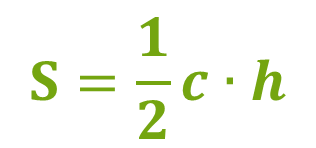 S = 1/2 c · h